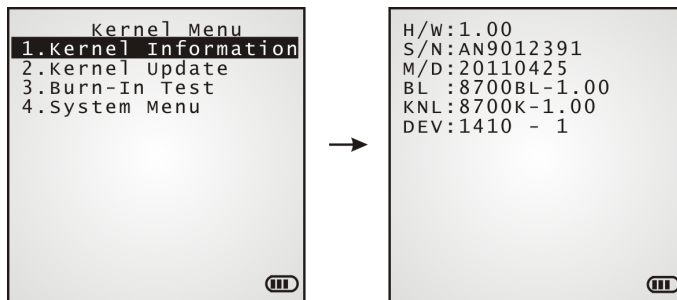 Kernel Menu
1.Kernel Information
2.Kernel Update
3.Burn-In Test
4.System Menu
H/W:1.00
S/N:AN9012391
M/D:20110425
BL :8700BL-1.00
KNL:8700K-1.00
DEV:1410 - 1